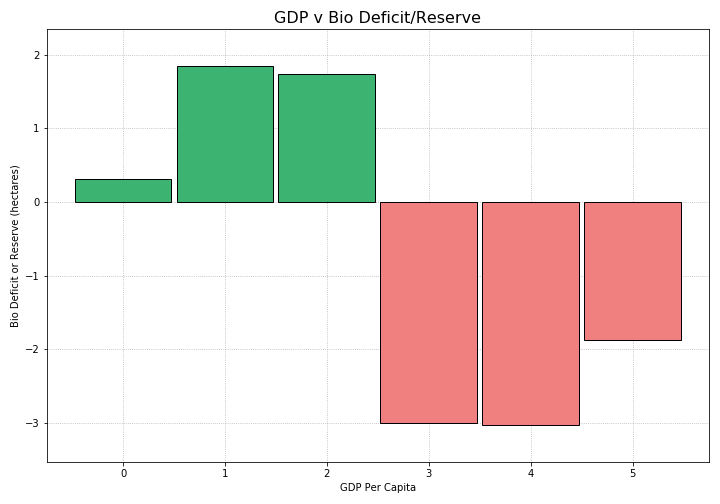 GDP v Bio Deficit/Reserve
Bio Deficit or Reserve (hectares)
2
1
0
−1
−2
−3
0 1 2 3 4 5
GDP Per Capita